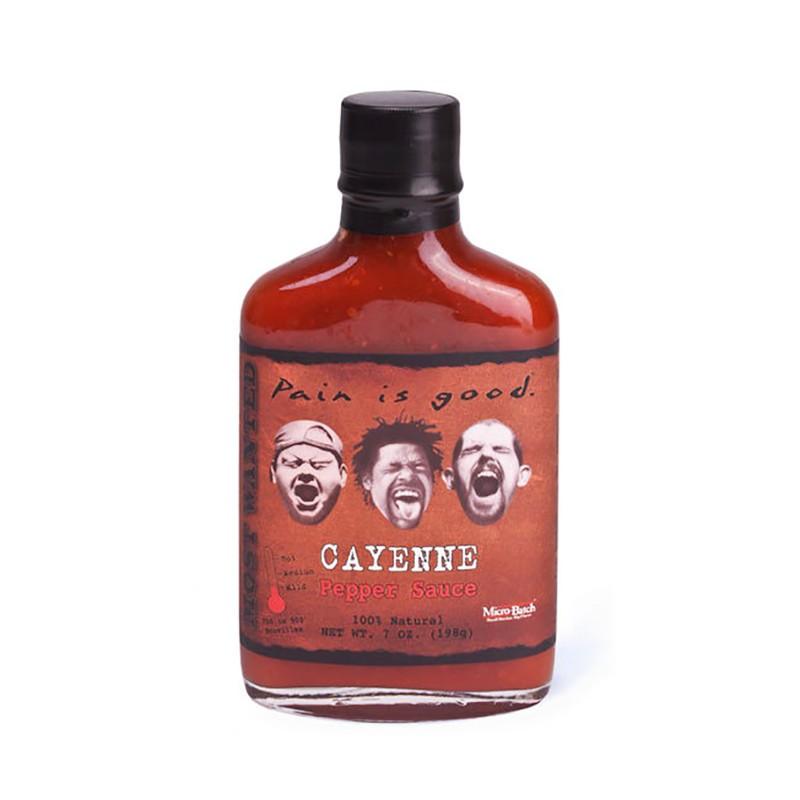 Pain is good.
MOST WANTED
CAYENNE
Pepper Sauce
Hot
Medium
Mild
100% Natural
NET WT. 7 OZ. (198g)
Micro-Batch